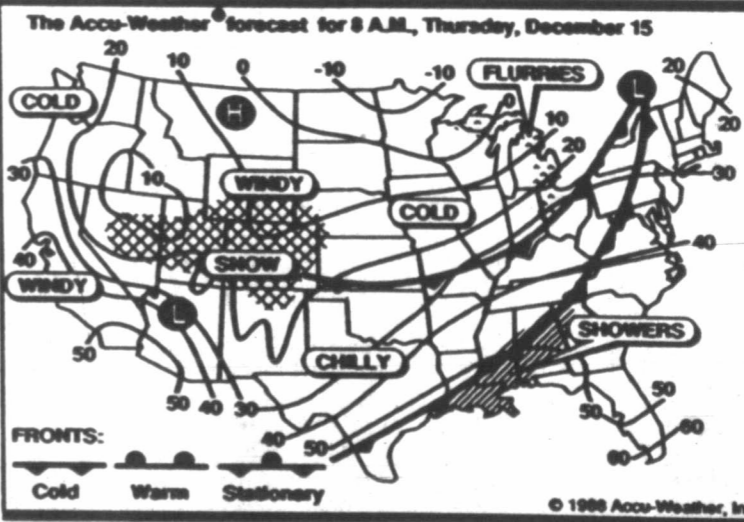 The Accu-Weather® forecast for 8 A.M., Thursday, December 15
20
10
0
-10
-10
FLURRIES
L
20
20
COLD
H
0
10
20
30
10
WINDY
COLD
30
40
SNOW
40
WINDY
L
SHOWERS
50
CHILLY
50
40
30
40
50
50
50
60
60
FRONTS:
Cold
Warm
Stationary
© 1988 Accu-Weather, In